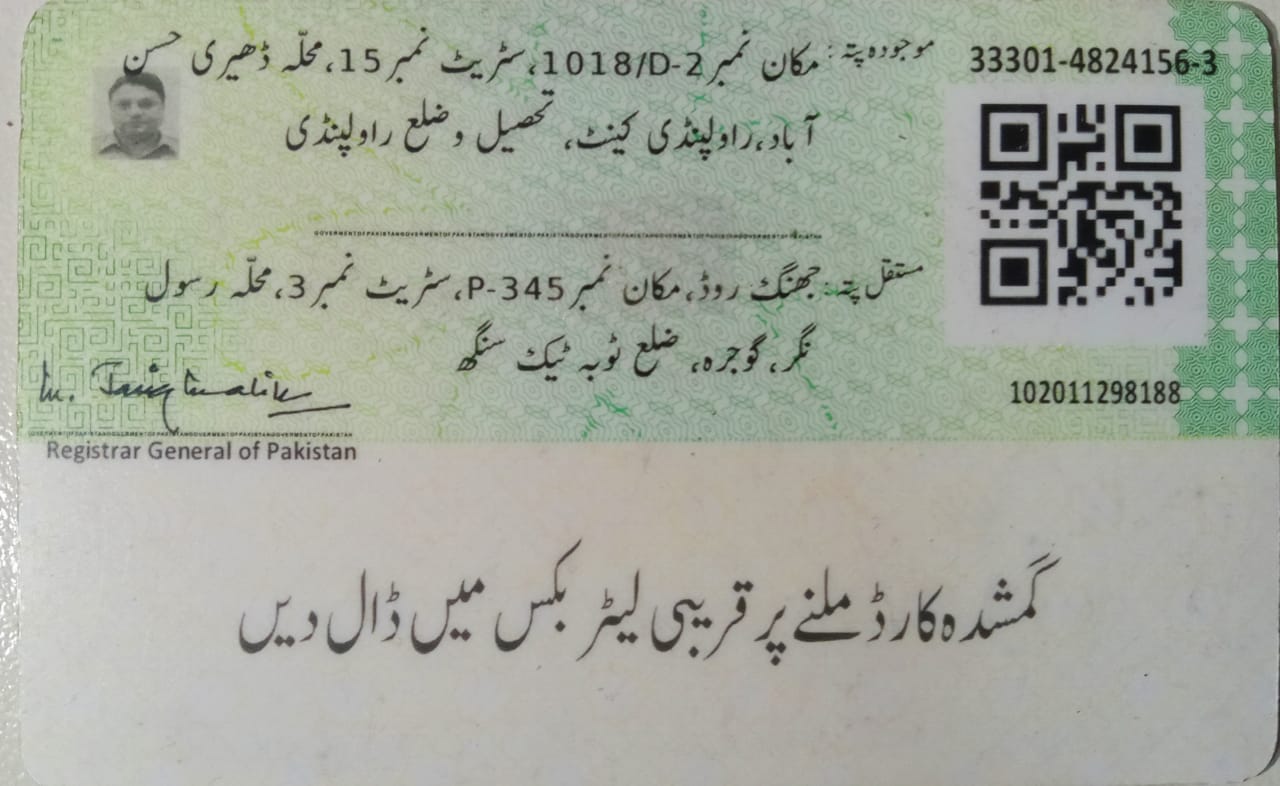 33301-4824156-3
موجودہ پتہ: مکان نمبر 1018/D-2، سٹریٹ نمبر 15، محلّہ ڈھیری حسن
آباد، راولپنڈی کینٹ، تحصیل و ضلع راولپنڈی
مستقل پتہ: جھنگ روڈ، مکان نمبر P-345، سٹریٹ نمبر 3، محلّہ رسول
نگر، گوجرہ، ضلع ٹوبہ ٹیک سنگھ
102011298188
Registrar General of Pakistan
گمشدہ کارڈ ملنے پر قریبی لیٹر بکس میں ڈال دیں